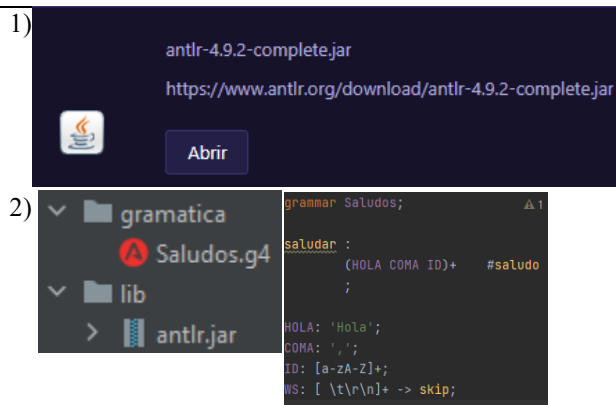 1)
antlr-4.9.2-complete.jar
https://www.antlr.org/download/antlr-4.9.2-complete.jar
Abrir
2)
gramatica
Saludos.g4
lib
antlr.jar
grammar Saludos; 1
saludar :
(HOLA COMA ID)+ #saludo
;
HOLA: 'Hola';
COMA: ',';
ID: [a-zA-Z]+;
WS: [ \t\r\n]+ -> skip;